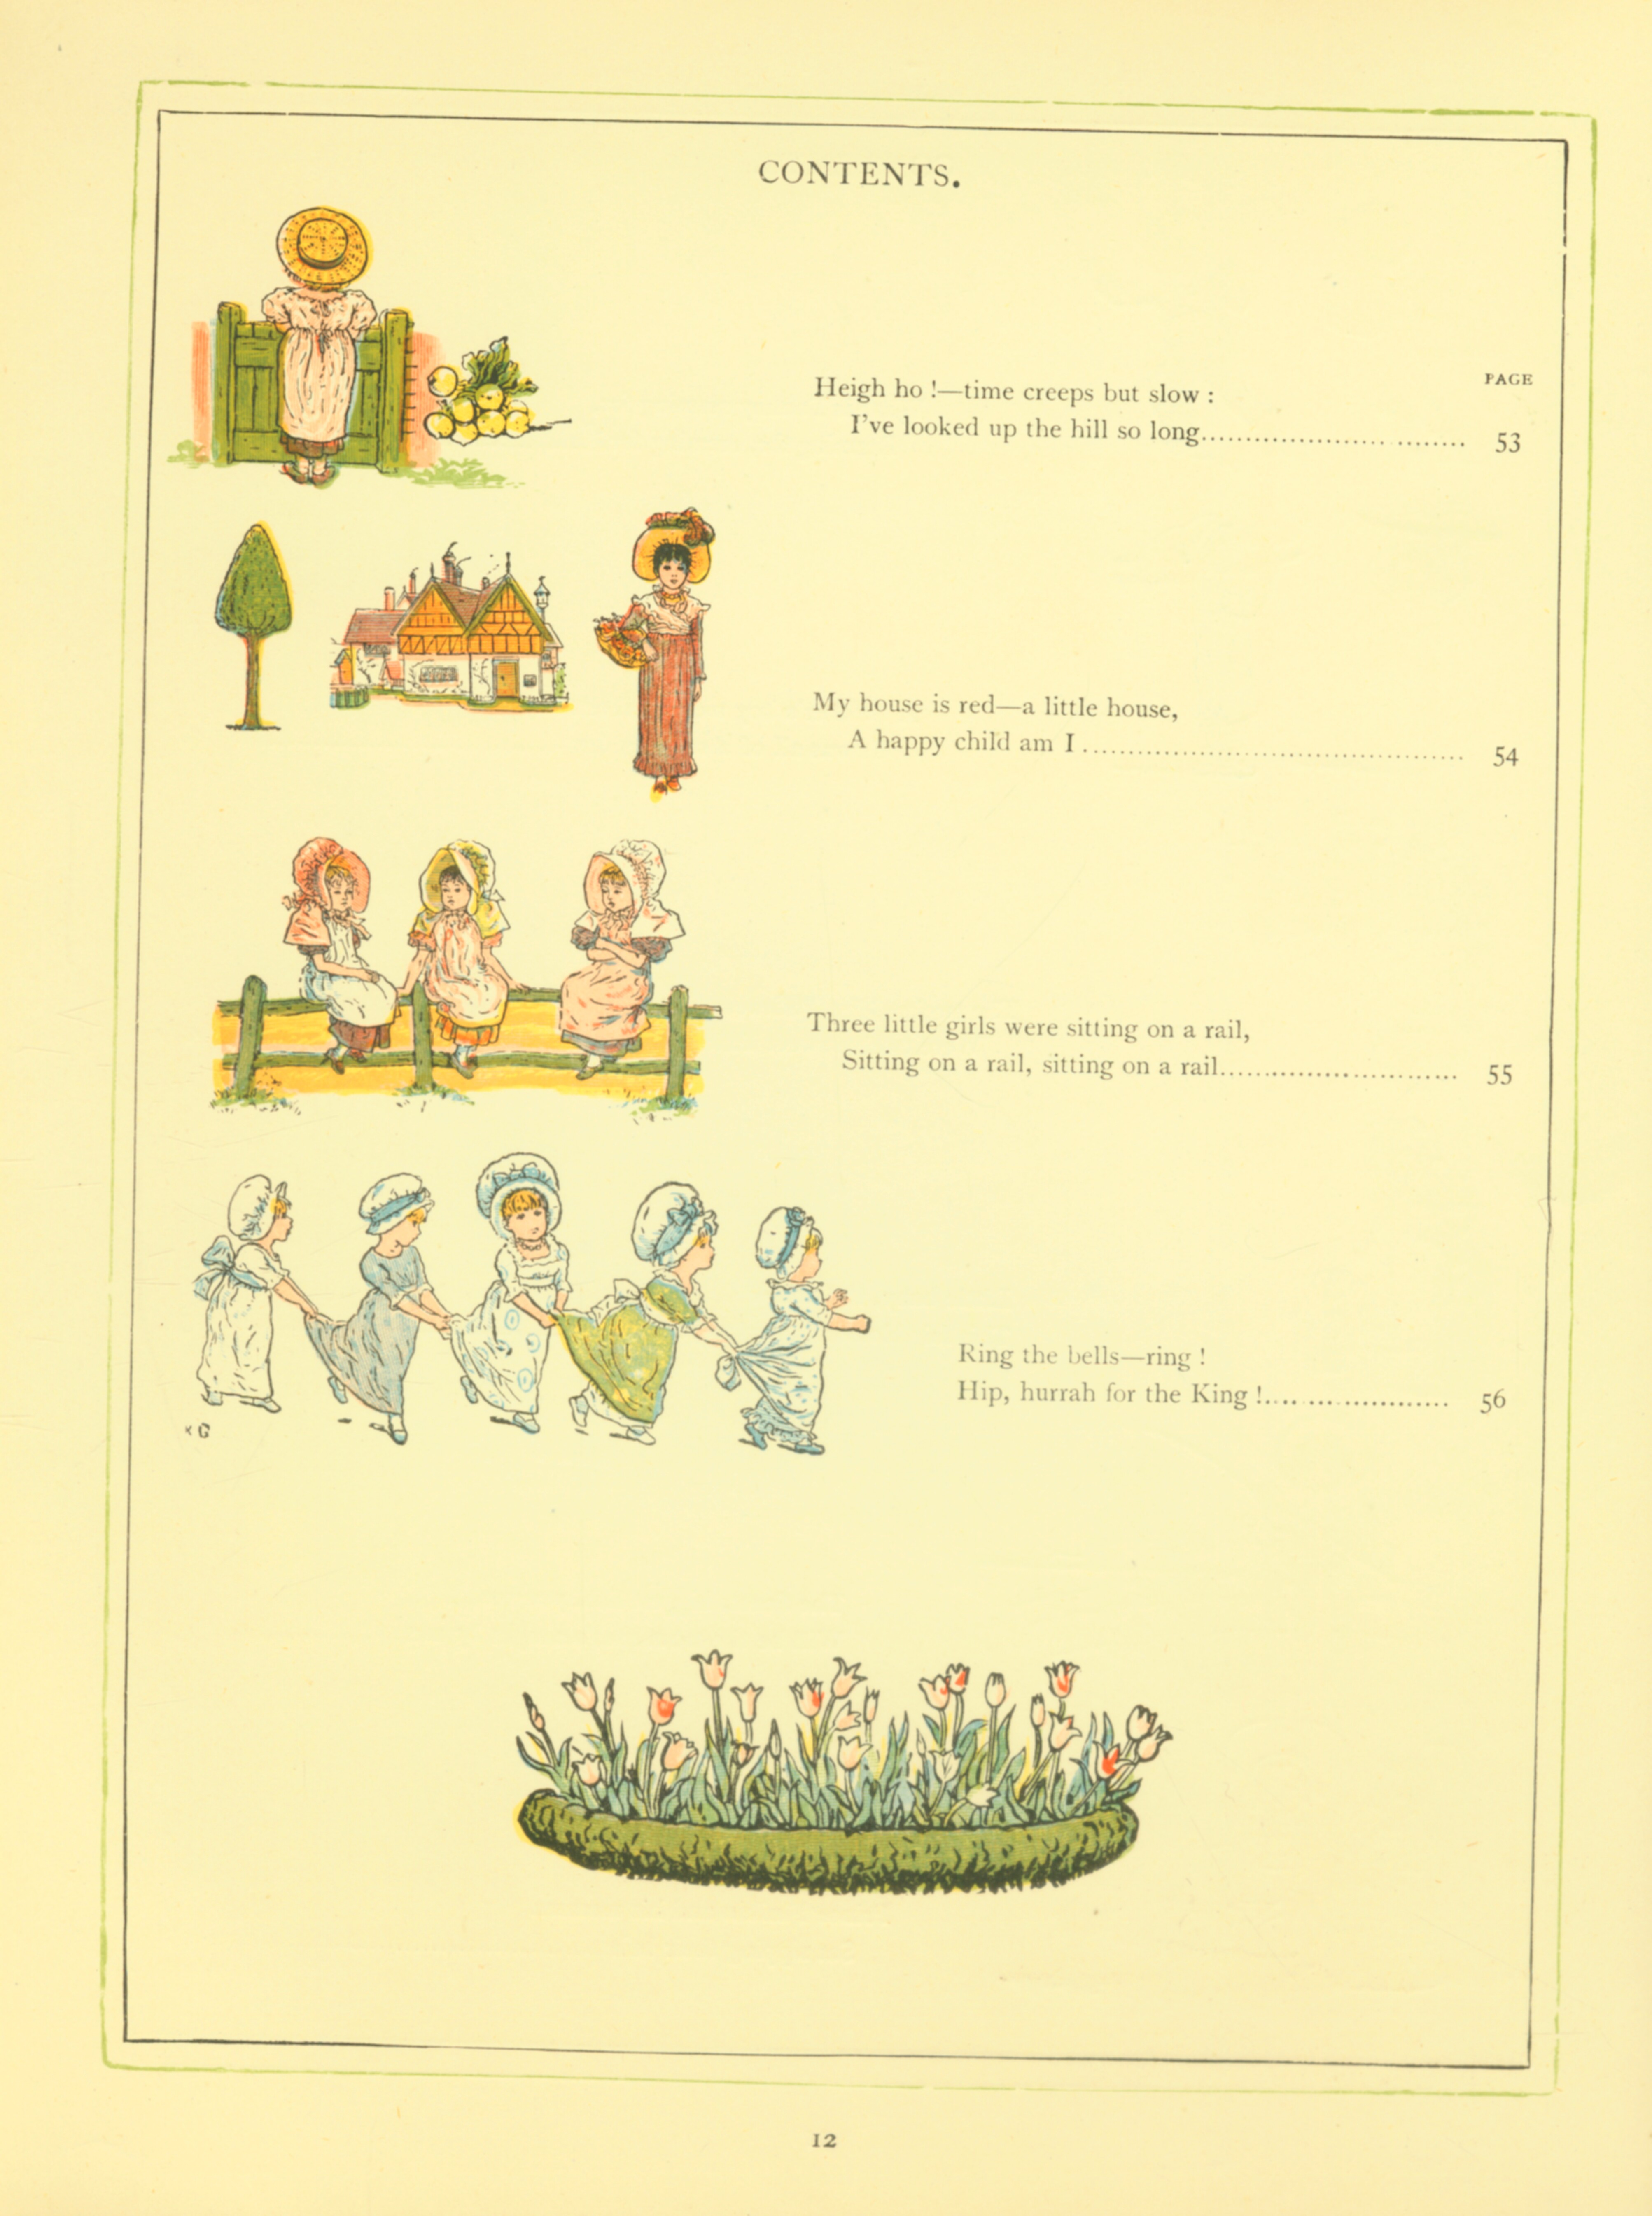 CONTENTS.
PAGE
Heigh ho !—time creeps but slow :
I've looked up the hill so long.............................. 53
My house is red—a little house,
A happy child am I .......................................... 54
Three little girls were sitting on a rail,
Sitting on a rail, sitting on a rail.......................... 55
Ring the bells—ring !
Hip, hurrah for the King !..................... 56
KG
12